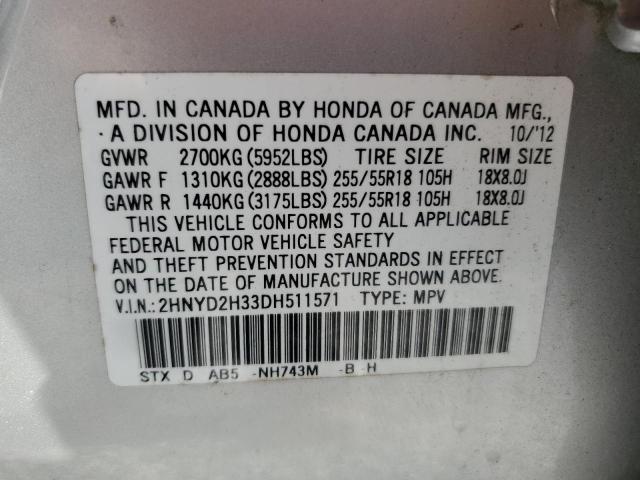 MFD. IN CANADA BY HONDA OF CANADA MFG.,
A DIVISION OF HONDA CANADA INC. 10/'12
GVWR 2700KG (5952LBS) TIRE SIZE RIM SIZE
GAWR F 1310KG (2888LBS) 255/55R18 105H 18X8.0J
GAWR R 1440KG (3175LBS) 255/55R18 105H 18X8.0J
THIS VEHICLE CONFORMS TO ALL APPLICABLE
FEDERAL MOTOR VEHICLE SAFETY
AND THEFT PREVENTION STANDARDS IN EFFECT
ON THE DATE OF MANUFACTURE SHOWN ABOVE.
V.I.N.: 2HNYD2H33DH511571 TYPE: MPV
STX D AB5 -NH743M -B H